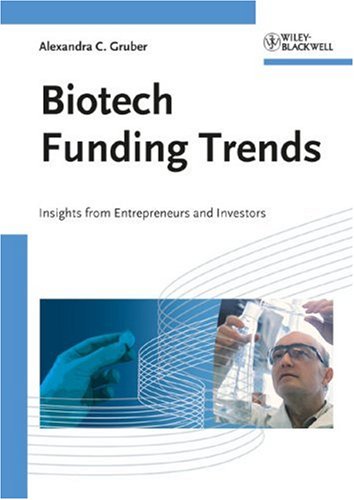 Alexandra C. Gruber
WILEY-
BLACKWELL
Biotech
Funding Trends
Insights from Entrepreneurs and Investors